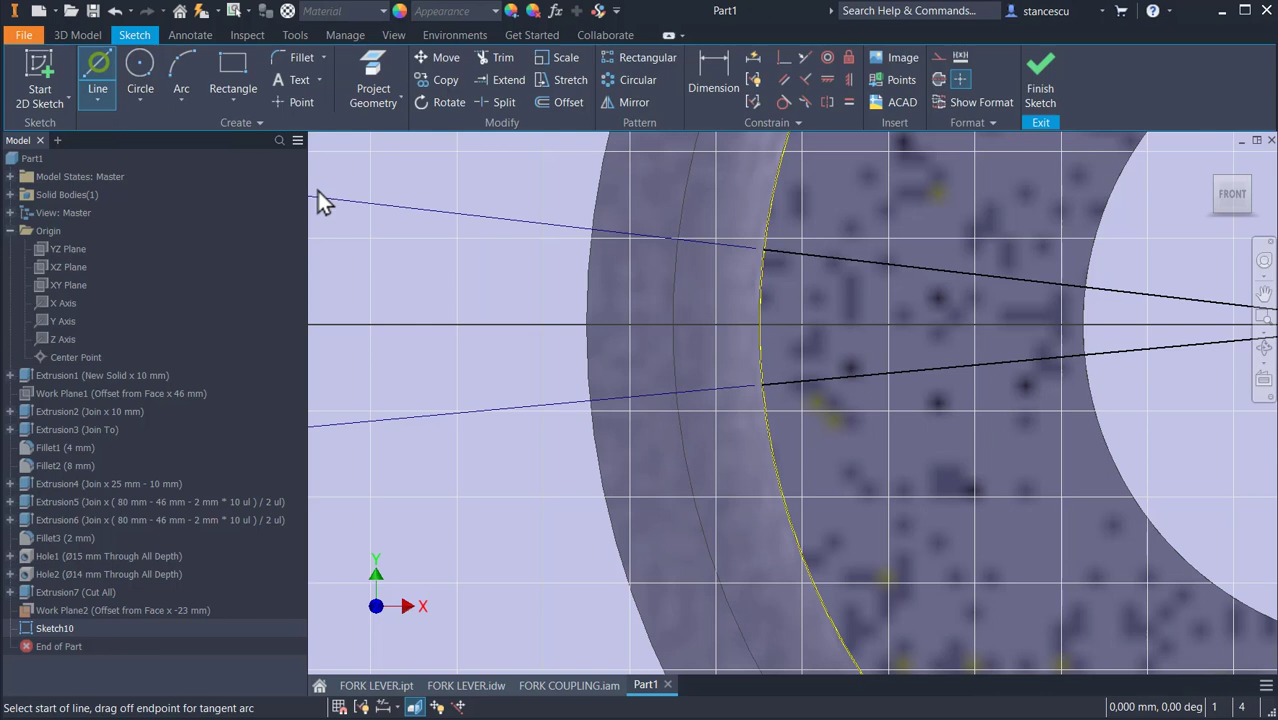 Material
Appearance
Part1
Search Help & Commands...
stancescu
File
3D Model
Sketch
Annotate
Inspect
Tools
Manage
View
Environments
Get Started
Collaborate
Start
2D Sketch
Line
Circle
Arc
Rectangle
Fillet
Text
Point
Project
Geometry
Move
Copy
Rotate
Trim
Extend
Split
Scale
Stretch
Offset
Rectangular
Circular
Mirror
Dimension
Image
Points
ACAD
Show Format
Finish
Sketch
Sketch
Create
Modify
Pattern
Constrain
Insert
Format
Exit
Model
Part1
Model States: Master
Solid Bodies(1)
View: Master
Origin
YZ Plane
XZ Plane
XY Plane
X Axis
Y Axis
Z Axis
Center Point
Extrusion1 (New Solid x 10 mm)
Work Plane1 (Offset from Face x 46 mm)
Extrusion2 (Join x 10 mm)
Extrusion3 (Join To)
Fillet1 (4 mm)
Fillet2 (8 mm)
Extrusion4 (Join x 25 mm - 10 mm)
Extrusion5 (Join x ( 80 mm - 46 mm - 2 mm * 10 ul ) / 2 ul)
Extrusion6 (Join x ( 80 mm - 46 mm - 2 mm * 10 ul ) / 2 ul)
Fillet3 (2 mm)
Hole1 (Ø15 mm Through All Depth)
Hole2 (Ø14 mm Through All Depth)
Extrusion7 (Cut All)
Work Plane2 (Offset from Face x -23 mm)
Sketch10
End of Part
FRONT
Y
X
FORK LEVER.ipt
FORK LEVER.idw
FORK COUPLING.iam
Part1
Select start of line, drag off endpoint for tangent arc
0,000 mm, 0,00 deg
1
4